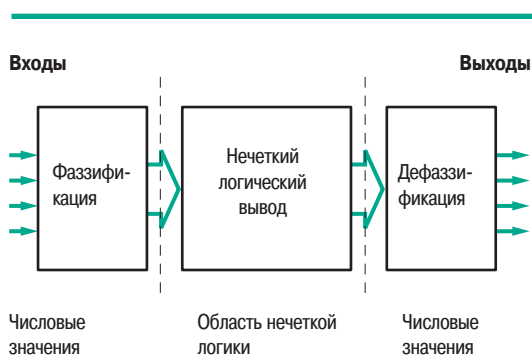 Входы
Выходы
Фаззифи-
кация
Нечеткий
логический
вывод
Дефаззи-
фикация
Числовые
значения
Область нечеткой
логики
Числовые
значения